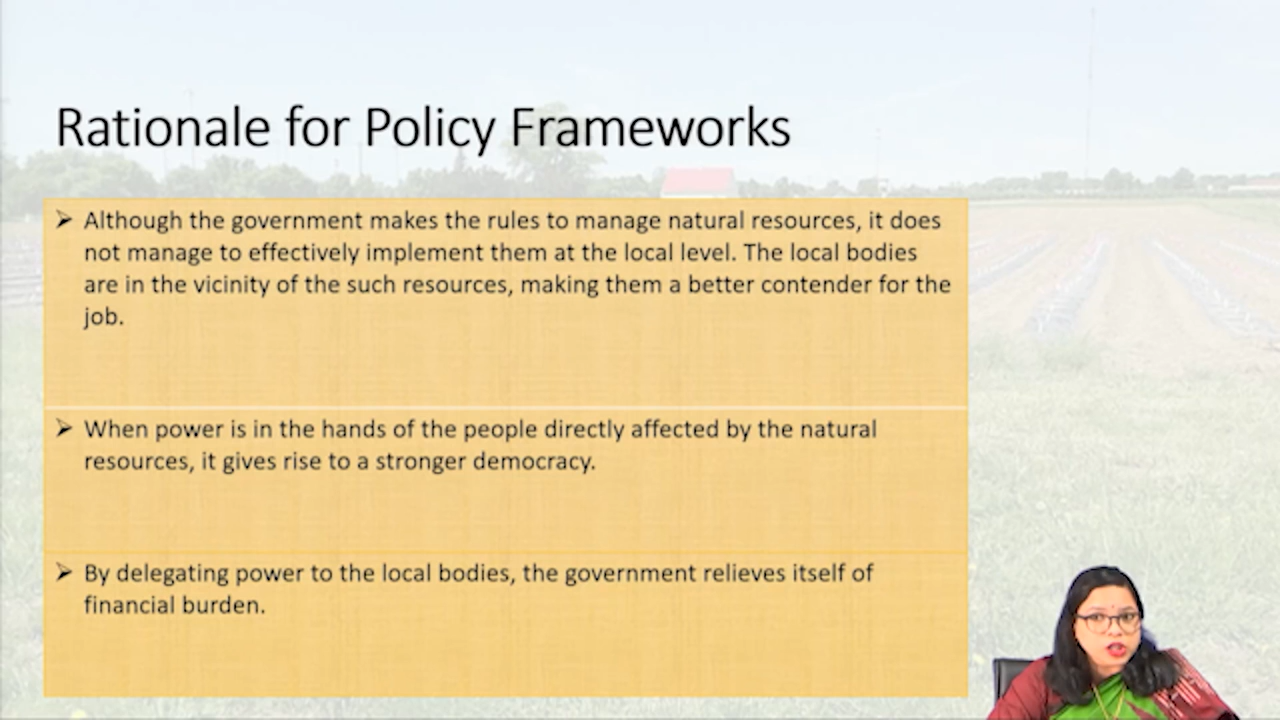 Rationale for Policy Frameworks
➢ Although the government makes the rules to manage natural resources, it does
not manage to effectively implement them at the local level. The local bodies
are in the vicinity of the such resources, making them a better contender for the
job.
➢ When power is in the hands of the people directly affected by the natural
resources, it gives rise to a stronger democracy.
➢ By delegating power to the local bodies, the government relieves itself of
financial burden.